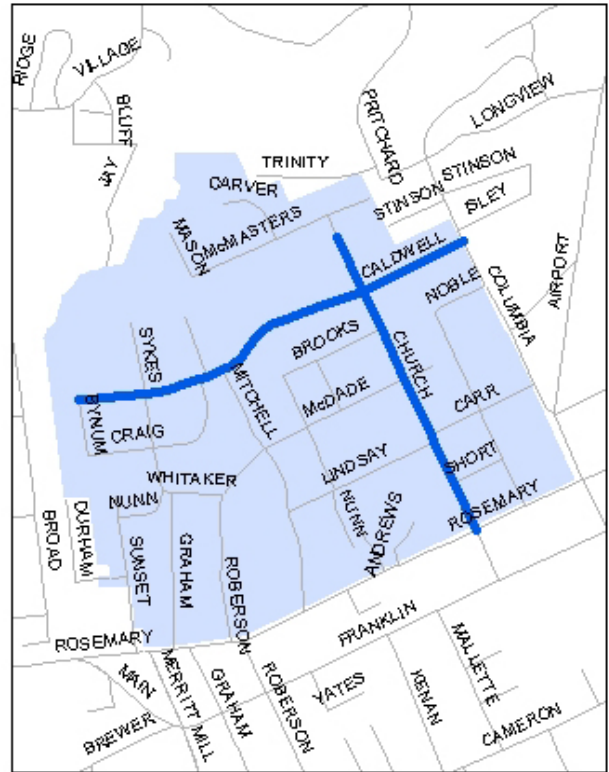 RIDGE
VILLAGE
BLUFF
JAY
TRINITY
PRITCHARD
LONGVIEW
STINSON
STINSON
ISLEY
CARVER
MASON
McMASTERS
CALDWELL
NOBLE
COLUMBIA
AIRPORT
SYKES
MITCHELL
BROOKS
CHURCH
BYNUM
CRAIG
McDADE
CARR
LINDSAY
SHORT
WHITAKER
NUNN
NUNN
ANDREWS
ROSEMARY
BROAD
DURHAM
SUNSET
GRAHAM
ROBERSON
FRANKLIN
ROSEMARY
MAIN
MERRITT MILL
GRAHAM
ROBERSON
YATES
KENAN
MALLETTE
BREWER
CAMERON